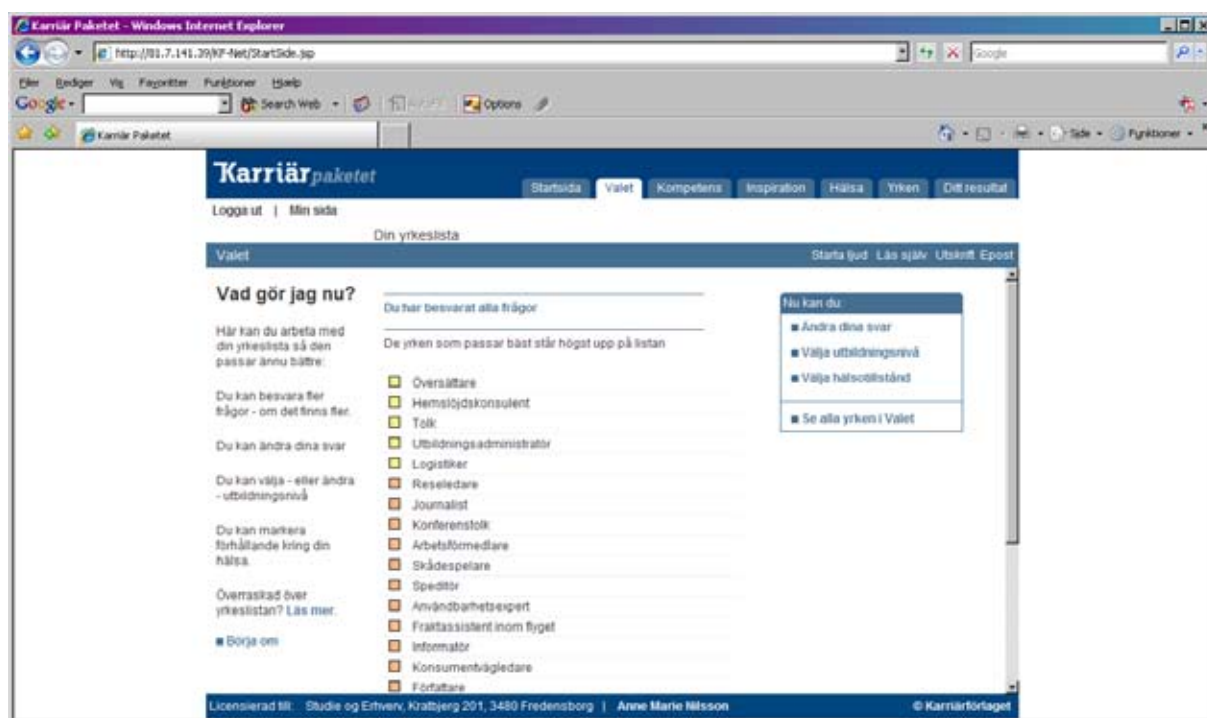 Karriär Paketet - Windows Internet Explorer
http://81.7.141.39/KF-Net/StartSide.jsp
Google
Filer Rediger Vis Favoritter Funktioner Hjælp
Google Search Web Options
Karriär Paketet Side Funktioner
Karriär paketet
Startsida Valet Kompetens Inspiration Hälsa Yrken Ditt resultat
Logga ut | Min sida
Din yrkeslista
Valet Starta ljud Läs själv Utskrift Epost
Vad gör jag nu?
Här kan du arbeta med
din yrkeslista så den
passar ännu bättre:
Du kan besvara fler
frågor - om det finns fler.
Du kan ändra dina svar
Du kan välja - eller ändra
- utbildningsnivå
Du kan markera
förhållande kring din
hälsa.
Överraskad över
yrkeslistan? Läs mer.
Börja om
Du har besvarat alla frågor
De yrken som passar bäst står högst upp på listan
Översättare
Hemslöjdskonsulent
Tolk
Utbildningsadministratör
Logistiker
Reseledare
Journalist
Konferenstolk
Arbetsförmedlare
Skådespelare
Speditör
Användbarhetsexpert
Fraktassistent inom flyget
Informatör
Konsumentvägledare
Författare
Nu kan du:
Ändra dina svar
Välja utbildningsnivå
Välja hälsotillstånd
Se alla yrken i Valet
Licensierad till: Studie og Erhverv, Kratbjerg 201, 3480 Fredensborg | Anne Marie Nilsson © Karriärförlaget